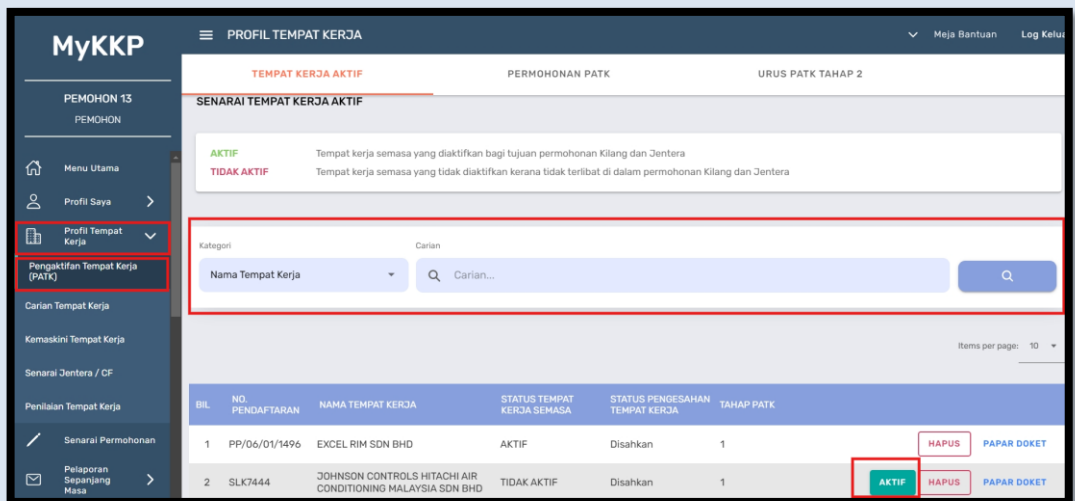 MyKKP
PROFIL TEMPAT KERJA
Meja Bantuan
Log Kelua
TEMPAT KERJA AKTIF
PERMOHONAN PATK
URUS PATK TAHAP 2
PEMOHON 13
PEMOHON
Menu Utama
Profil Saya
Profil Tempat
Kerja
Pengaktifan Tempat Kerja
(PATK)
Carian Tempat Kerja
Kemaskini Tempat Kerja
Senarai Jentera / CF
Penilaian Tempat Kerja
Senarai Permohonan
Pelaporan
Sepanjang
Masa
SENARAI TEMPAT KERJA AKTIF
AKTIF Tempat kerja semasa yang diaktifkan bagi tujuan permohonan Kilang dan Jentera
TIDAK AKTIF Tempat kerja semasa yang tidak diaktifkan kerana tidak terlibat di dalam permohonan Kilang dan Jentera
Kategori
Carian
Nama Tempat Kerja
Carian...
Items per page: 10
BIL NO. PENDAFTARAN NAMA TEMPAT KERJA STATUS TEMPAT KERJA SEMASA STATUS PENGESAHAN TEMPAT KERJA TAHAP PATK
1 PP/06/01/1496 EXCEL RIM SDN BHD AKTIF Disahkan 1 HAPUS PAPAR DOKET
2 SLK7444 JOHNSON CONTROLS HITACHI AIR CONDITIONING MALAYSIA SDN BHD TIDAK AKTIF Disahkan 1 AKTIF HAPUS PAPAR DOKET